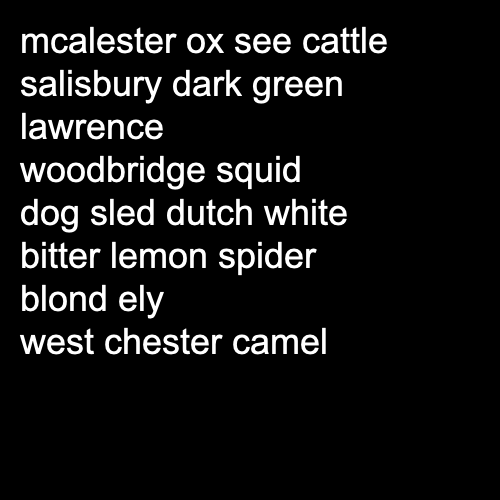 mcalester ox see cattle
salisbury dark green
lawrence
woodbridge squid
dog sled dutch white
bitter lemon spider
blond ely
west chester camel